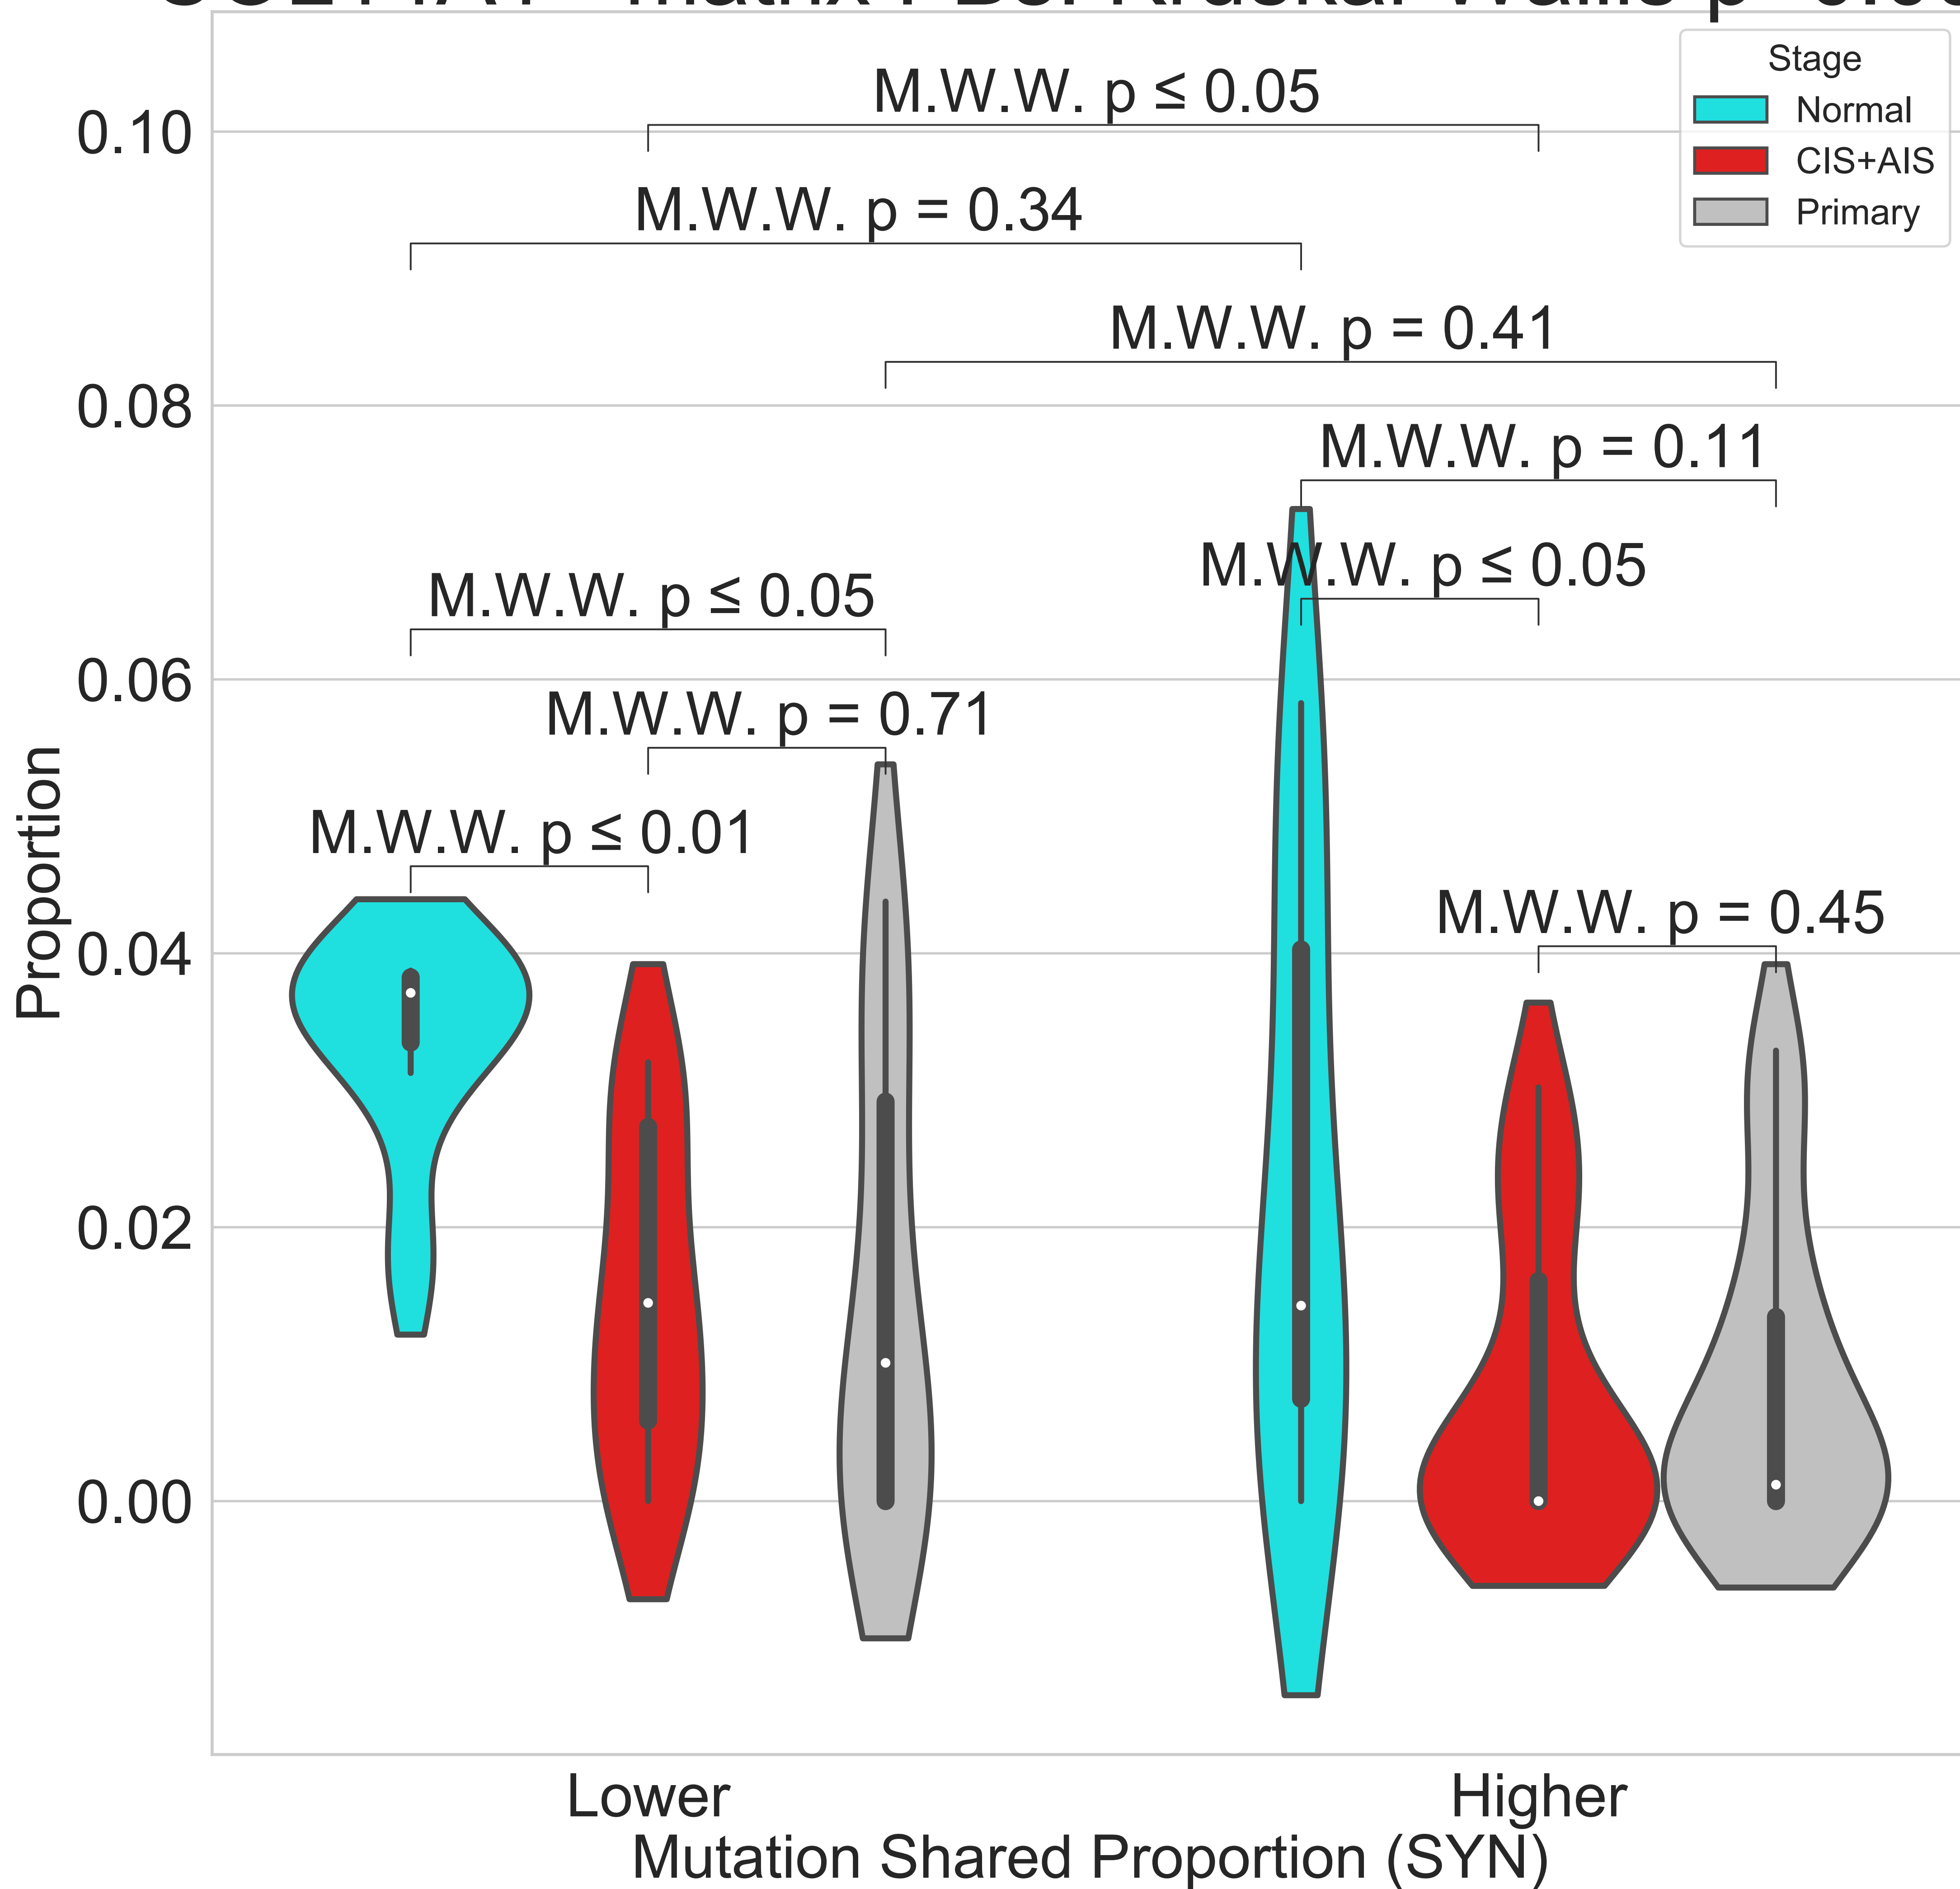 Stage
Normal
CIS+AIS
Primary
M.W.W. p ≤ 0.05
M.W.W. p = 0.34
M.W.W. p = 0.41
M.W.W. p = 0.11
M.W.W. p ≤ 0.05
M.W.W. p ≤ 0.05
M.W.W. p = 0.71
M.W.W. p ≤ 0.01
M.W.W. p = 0.45
0.10
0.08
0.06
0.04
0.02
0.00
Proportion
Lower
Higher
Mutation Shared Proportion (SYN)